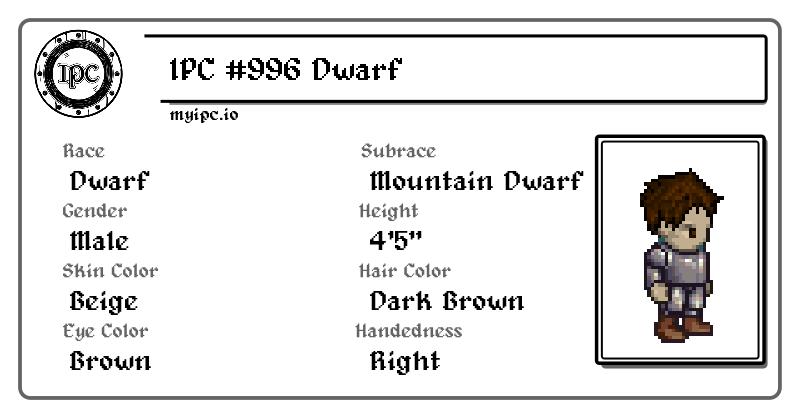 IPC
IPC #996 Dwarf
myipc.io
Race
Dwarf
Subrace
Mountain Dwarf
Gender
Male
Height
4'5"
Skin Color
Beige
Hair Color
Dark Brown
Eye Color
Brown
Handedness
Right